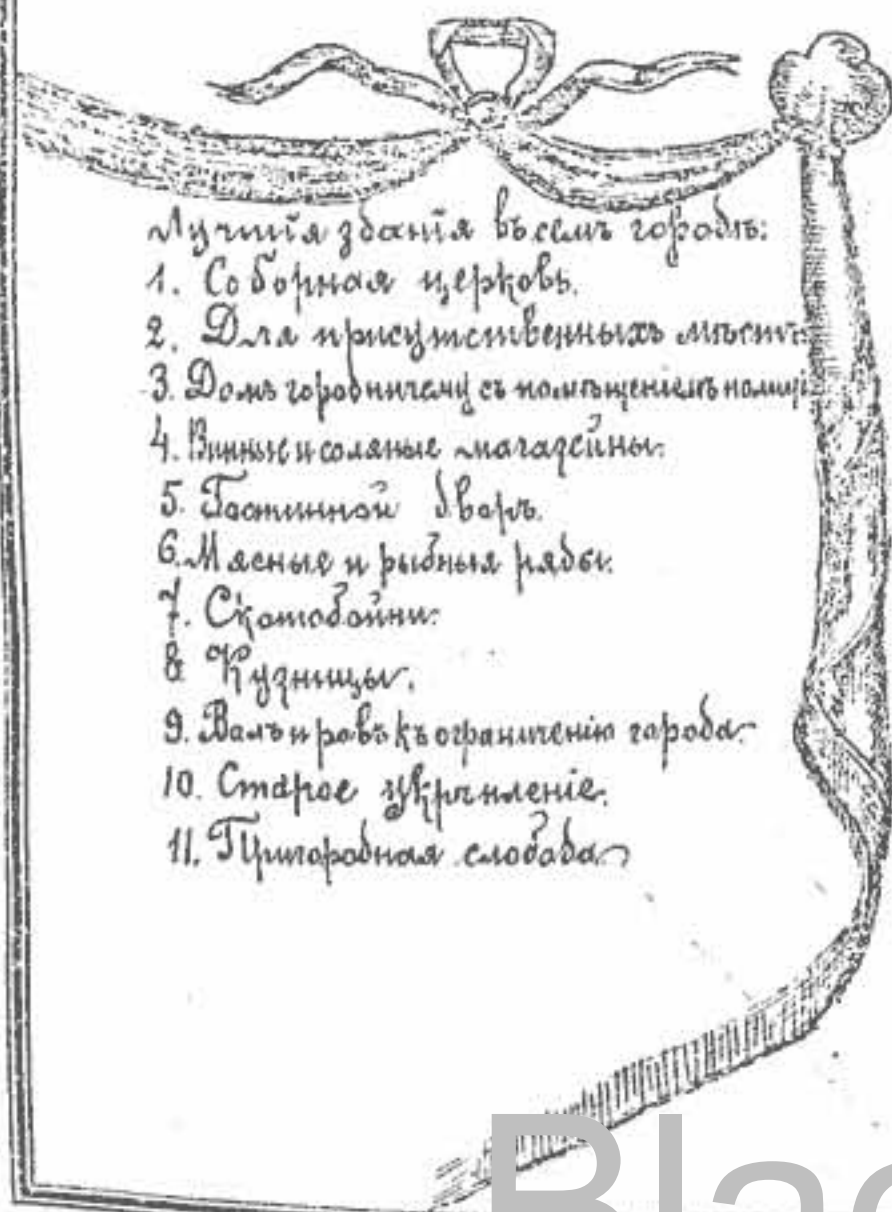 Лучшія зданія въ семъ городѣ:
1. Соборная церковь.
2. Для присутственныхъ мѣстъ.
3. Домъ городничему съ помѣщеніемъ полиціи
4. Винные и соляные магазейны.
5. Гостинной дворъ.
6. Мясные и рыбныя ряды.
7. Скотобойни.
8 Кузницы.
9. Валъ и ровъ къ ограниченію города.
10. Старое укрѣпленіе.
11. Пригородная слобода
Blac